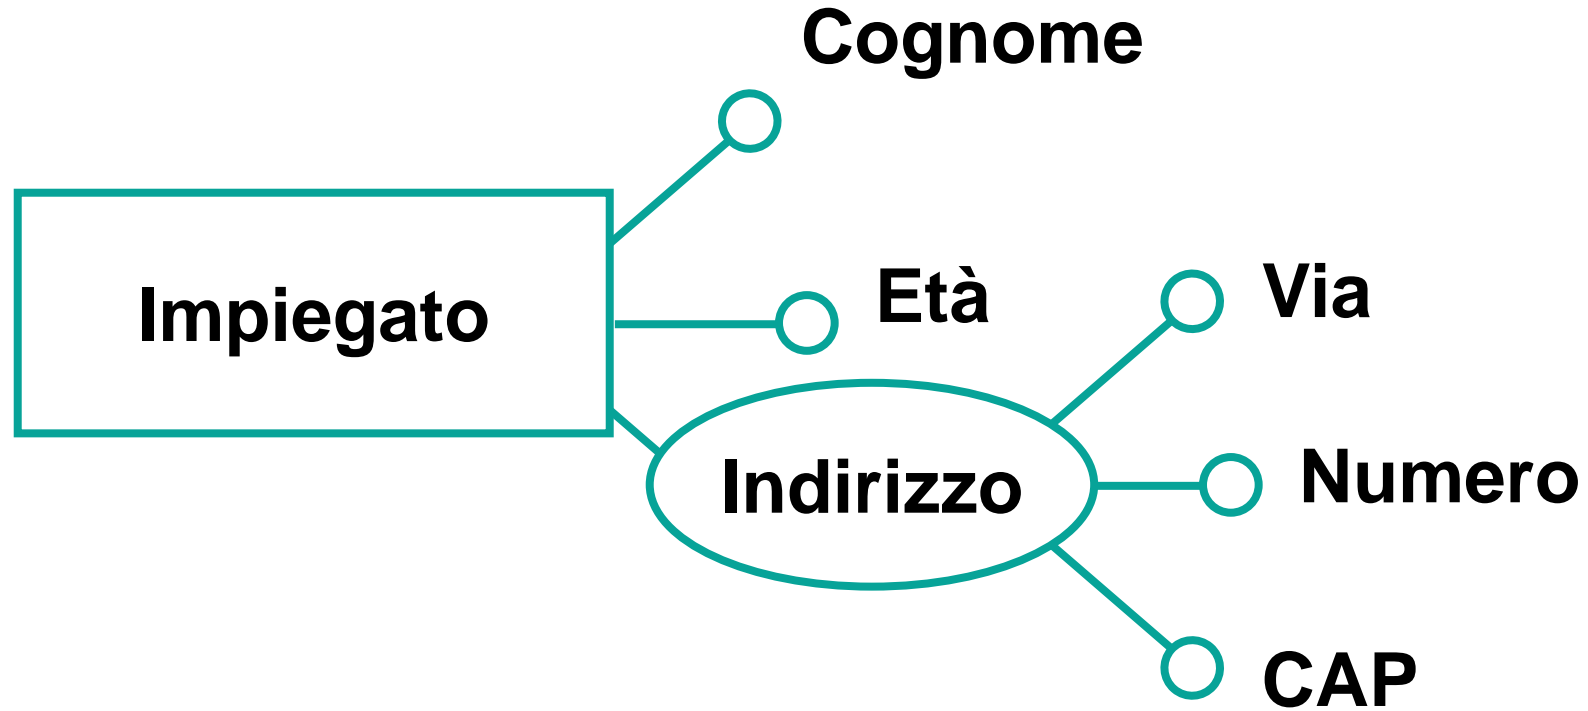 Cognome
Impiegato
Età
Via
Indirizzo
Numero
CAP